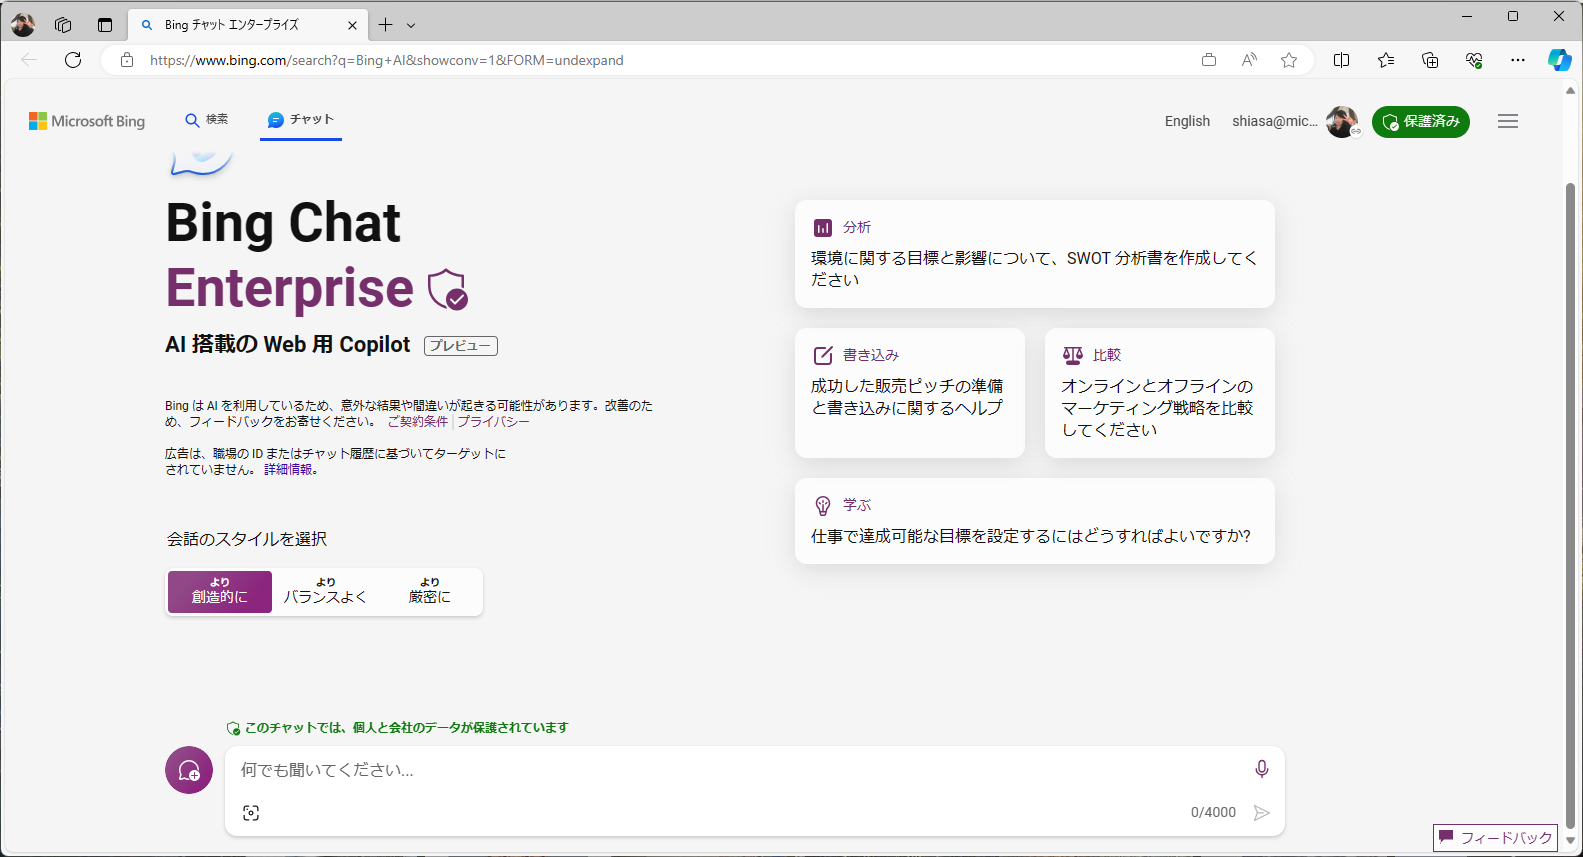 Bing チャット エンタープライズ
https://www.bing.com/search?q=Bing+AI&showconv=1&FORM=undexpand
Microsoft Bing
検索
チャット
English
shiasa@mic...
保護済み
Bing Chat
Enterprise
AI 搭載の Web 用 Copilot
プレビュー
Bing は AI を利用しているため、意外な結果や間違いが起きる可能性があります。改善のた
め、フィードバックをお寄せください。 ご契約条件 | プライバシー
広告は、職場の ID またはチャット履歴に基づいてターゲットに
されていません。 詳細情報。
会話のスタイルを選択
より
創造的に
より
バランスよく
より
厳密に
分析
環境に関する目標と影響について、SWOT 分析書を作成してく
ださい
書き込み
成功した販売ピッチの準備
と書き込みに関するヘルプ
比較
オンラインとオフラインの
マーケティング戦略を比較
してください
学ぶ
仕事で達成可能な目標を設定するにはどうすればよいですか?
このチャットでは、個人と会社のデータが保護されています
何でも聞いてください...
0/4000
フィードバック